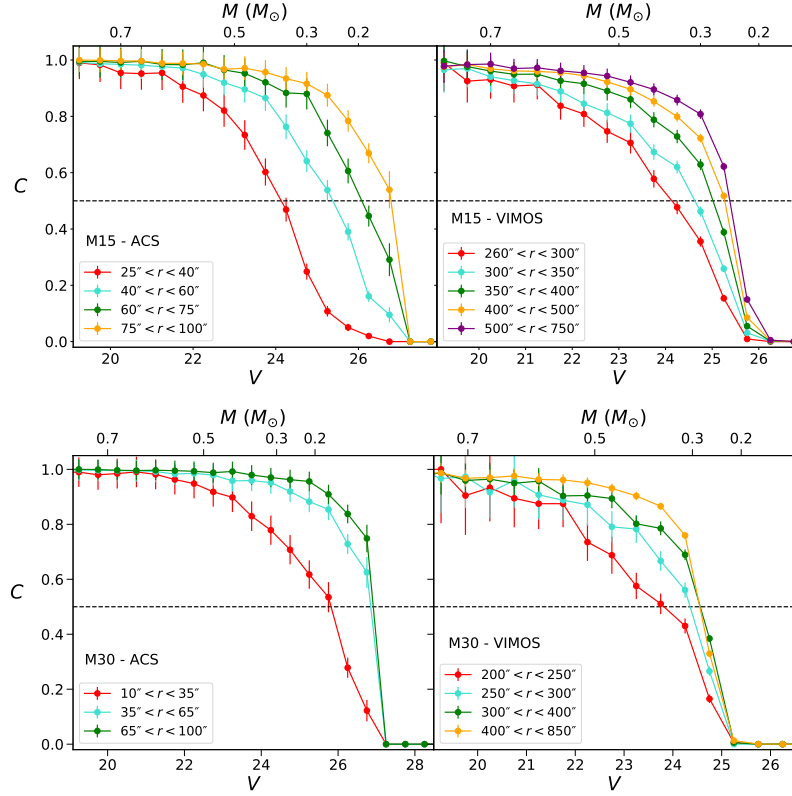 M (M⊙)
M (M⊙)
0.7 0.5 0.3 0.2
0.7 0.5 0.3 0.2
1.0
0.8
0.6
0.4
0.2
0.0
C
M15 - ACS
25″ < r < 40″
40″ < r < 60″
60″ < r < 75″
75″ < r < 100″
M15 - VIMOS
260″ < r < 300″
300″ < r < 350″
350″ < r < 400″
400″ < r < 500″
500″ < r < 750″
20 22 24 26
20 21 22 23 24 25 26
V
V
M (M⊙)
M (M⊙)
0.7 0.5 0.3 0.2
0.7 0.5 0.3 0.2
1.0
0.8
0.6
0.4
0.2
0.0
C
M30 - ACS
10″ < r < 35″
35″ < r < 65″
65″ < r < 100″
M30 - VIMOS
200″ < r < 250″
250″ < r < 300″
300″ < r < 400″
400″ < r < 850″
20 22 24 26 28
20 21 22 23 24 25 26
V
V